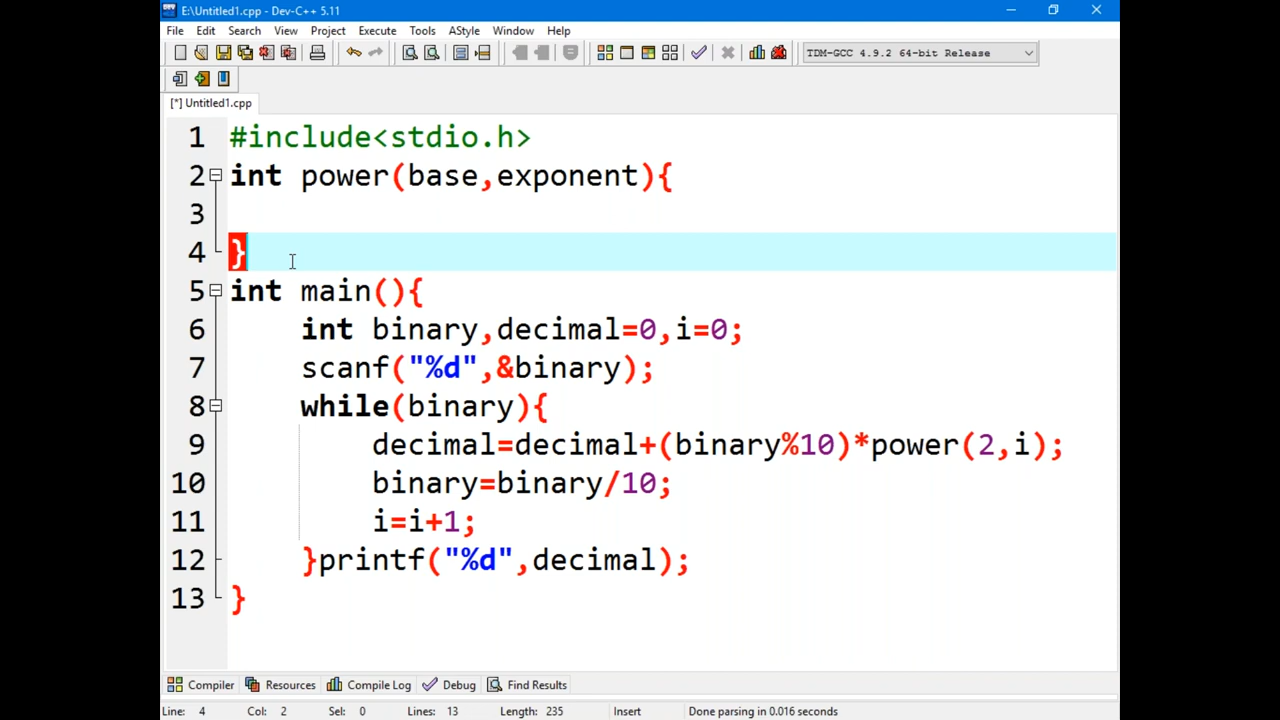 E:\Untitled1.cpp - Dev-C++ 5.11
File Edit Search View Project Execute Tools AStyle Window Help
TDM-GCC 4.9.2 64-bit Release
[*] Untitled1.cpp
1 #include<stdio.h>
2 int power(base,exponent){
3
4 }
5 int main(){
6 int binary,decimal=0,i=0;
7 scanf("%d",&binary);
8 while(binary){
9 decimal=decimal+(binary%10)*power(2,i);
10 binary=binary/10;
11 i=i+1;
12 }printf("%d",decimal);
13 }
Compiler Resources Compile Log Debug Find Results
Line: 4 Col: 2 Sel: 0 Lines: 13 Length: 235 Insert Done parsing in 0.016 seconds